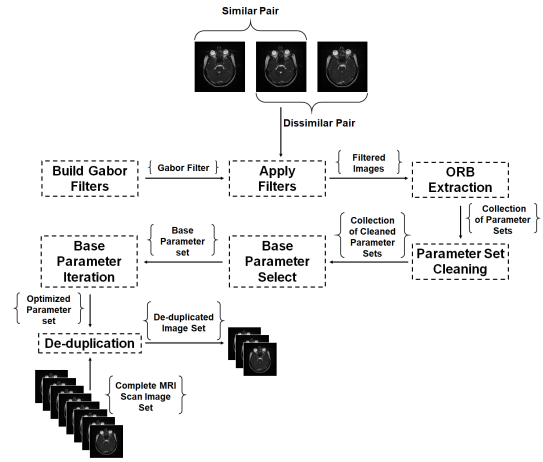 Similar Pair
Dissimilar Pair
Build Gabor
Filters
Gabor Filter
Apply
Filters
Filtered
Images
ORB
Extraction
Collection
of Parameter
Sets
Parameter Set
Cleaning
Collection
of Cleaned
Parameter
Sets
Base
Parameter
Select
Base
Parameter
set
Base
Parameter
Iteration
Optimized
Parameter
set
De-duplication
De-duplicated
Image Set
Complete MRI
Scan Image
Set